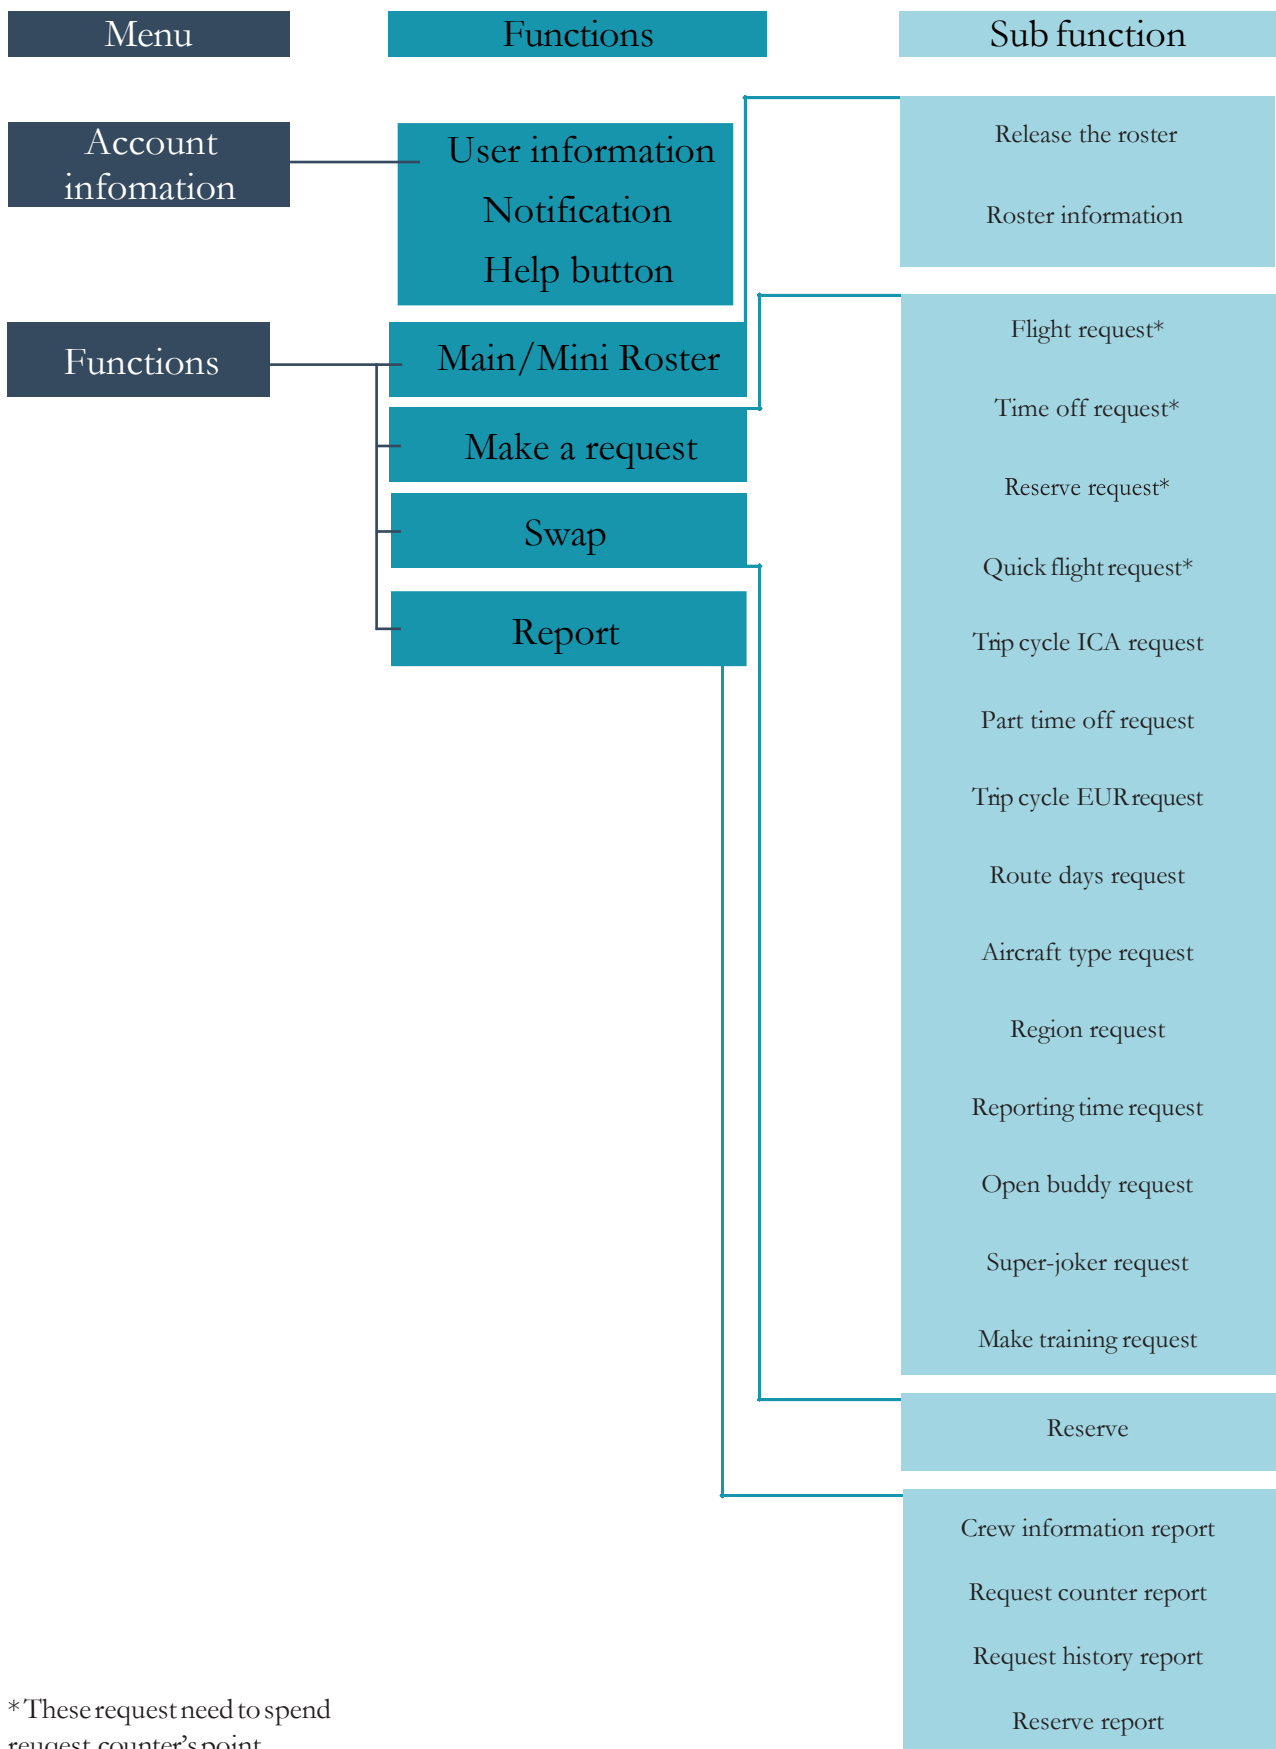 Menu
Functions
Sub function
Account
infomation
User information
Notification
Help button
Functions
Main/Mini Roster
Make a request
Swap
Report
Release the roster
Roster information
Flight request*
Time off request*
Reserve request*
Quick flight request*
Trip cycle ICA request
Part time off request
Trip cycle EUR request
Route days request
Aircraft type request
Region request
Reporting time request
Open buddy request
Super-joker request
Make training request
Reserve
Crew information report
Request counter report
Request history report
Reserve report
* These request need to spend
reuqest counter's point